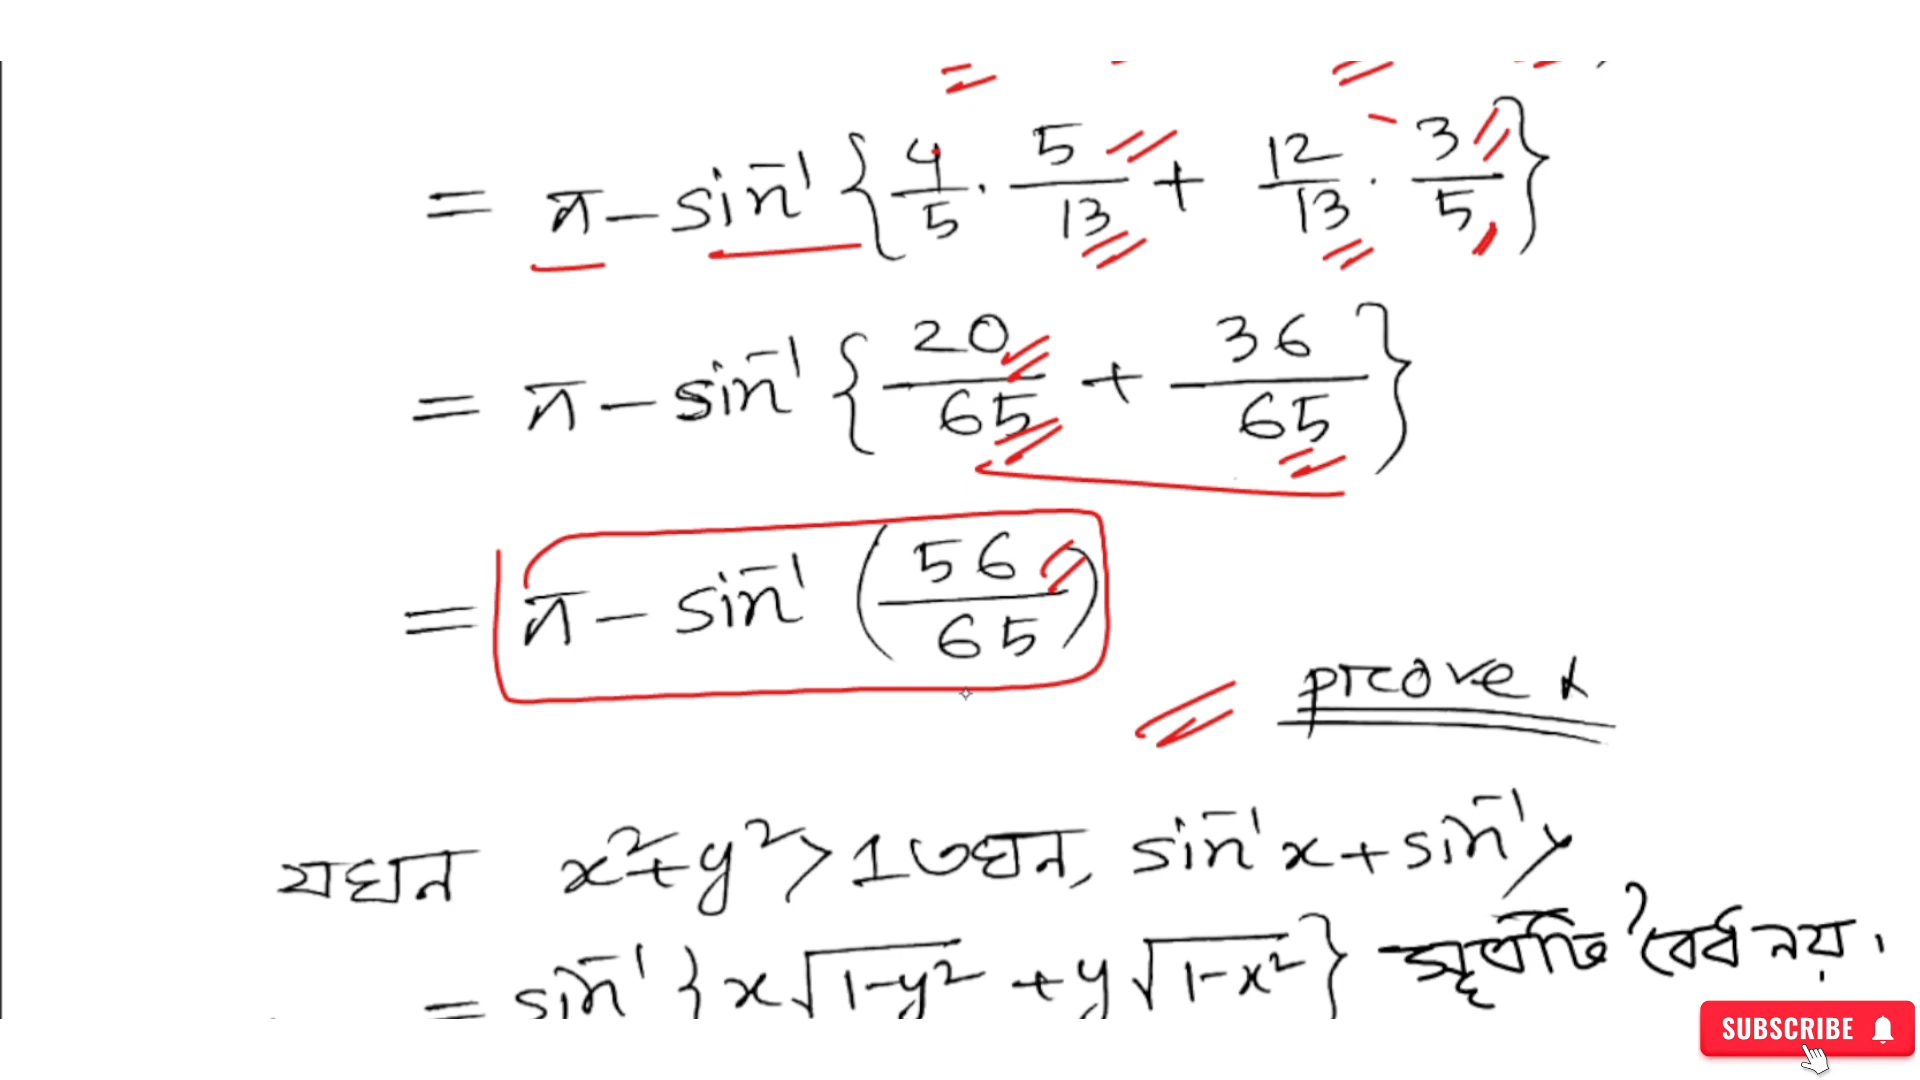 = π - sin⁻¹ {4/5 · 5/13 + 12/13 · 3/5}
= π - sin⁻¹ {20/65 + 36/65}
= π - sin⁻¹ (56/65)
prove
যখন x²+y²>1 তখন, sin⁻¹x + sin⁻¹y
= sin⁻¹ {x√1-y² + y√1-x²} সূত্রটি বৈধ নয়।
SUBSCRIBE